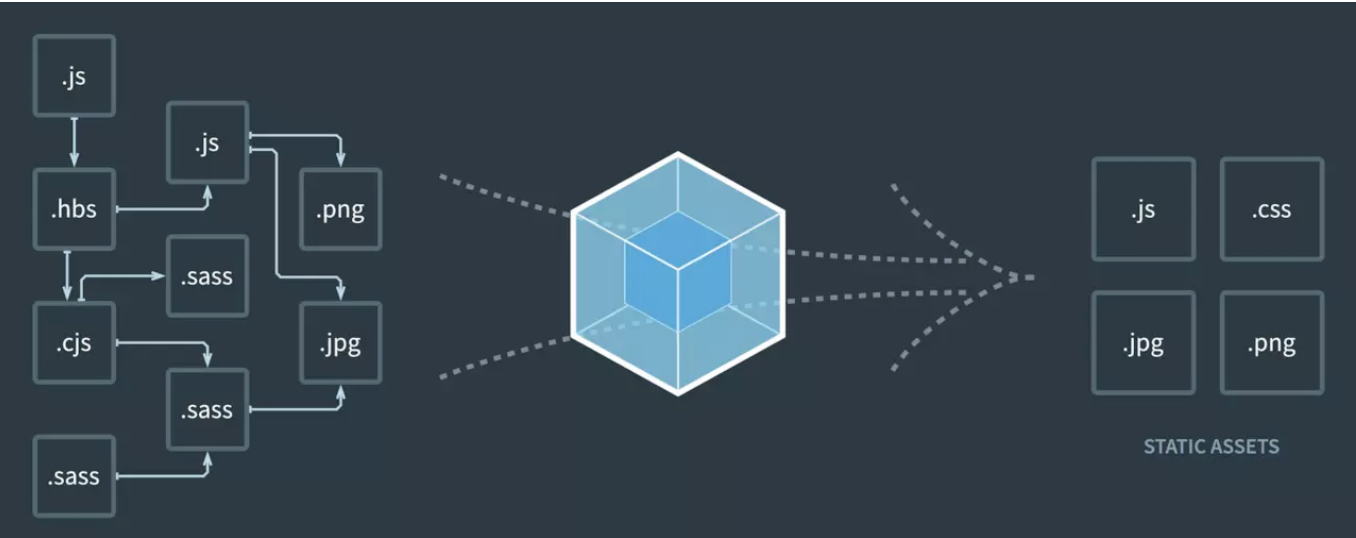 .js
.js
.hbs
.png
.sass
.cjs
.jpg
.sass
.sass
.js
.css
.jpg
.png
STATIC ASSETS